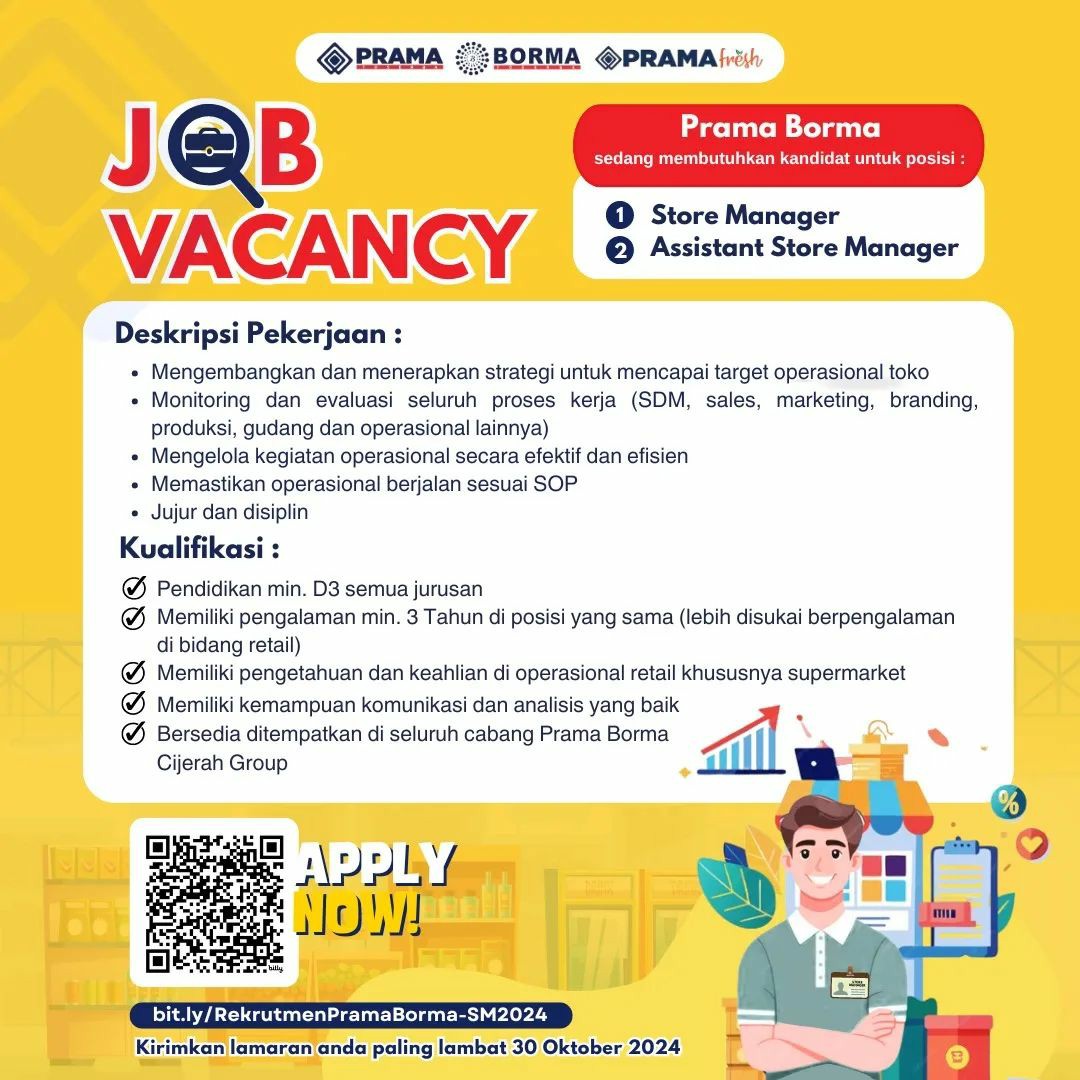 PRAMA BORMA PRAMA fresh
JOB
VACANCY
Prama Borma
sedang membutuhkan kandidat untuk posisi :
1 Store Manager
2 Assistant Store Manager
Deskripsi Pekerjaan :
• Mengembangkan dan menerapkan strategi untuk mencapai target operasional toko
• Monitoring dan evaluasi seluruh proses kerja (SDM, sales, marketing, branding,
produksi, gudang dan operasional lainnya)
• Mengelola kegiatan operasional secara efektif dan efisien
• Memastikan operasional berjalan sesuai SOP
• Jujur dan disiplin
Kualifikasi :
Pendidikan min. D3 semua jurusan
Memiliki pengalaman min. 3 Tahun di posisi yang sama (lebih disukai berpengalaman
di bidang retail)
Memiliki pengetahuan dan keahlian di operasional retail khususnya supermarket
Memiliki kemampuan komunikasi dan analisis yang baik
Bersedia ditempatkan di seluruh cabang Prama Borma
Cijerah Group
%
APPLY
NOW!
bitly
STORE
MANAGER
bit.ly/RekrutmenPramaBorma-SM2024
Kirimkan lamaran anda paling lambat 30 Oktober 2024